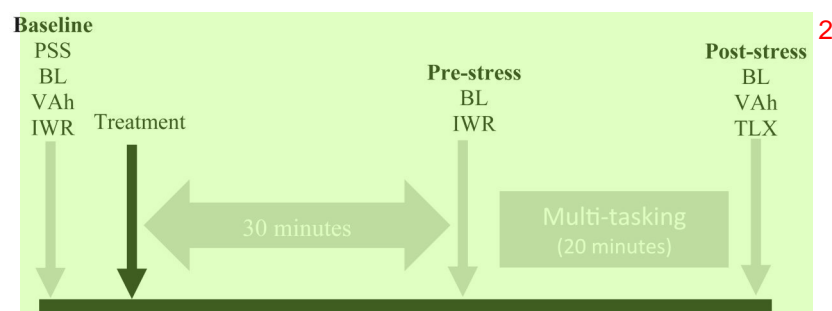 Baseline
PSS
BL
VAh
IWR
Treatment
30 minutes
Pre-stress
BL
IWR
Multi-tasking
(20 minutes)
Post-stress
BL
VAh
TLX
2